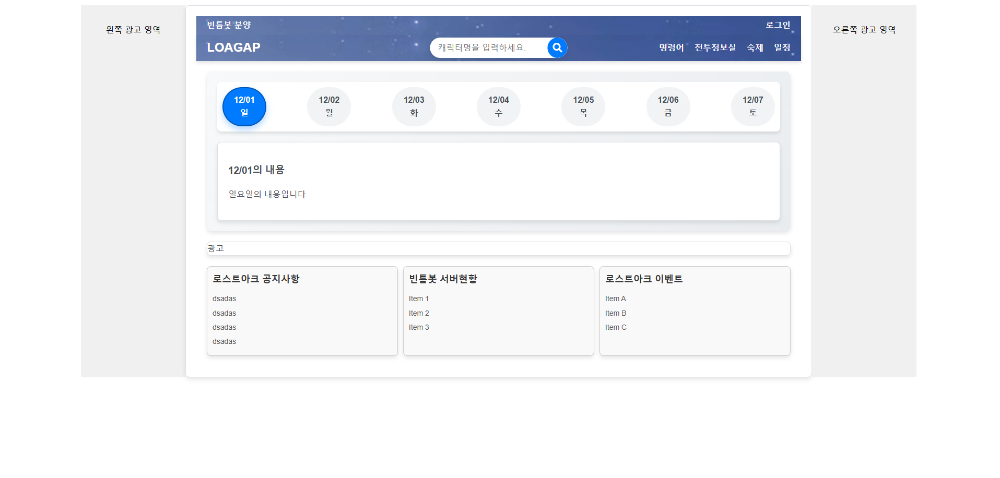 왼쪽 광고 영역
빈틈봇 분양
로그인
오른쪽 광고 영역
LOAGAP
캐릭터명을 입력하세요.
명령어 전투정보실 숙제 일정
12/01 일
12/02 월
12/03 화
12/04 수
12/05 목
12/06 금
12/07 토
12/01의 내용
일요일의 내용입니다.
광고
로스트아크 공지사항
dsadas
dsadas
dsadas
dsadas
빈틈봇 서버현황
Item 1
Item 2
Item 3
로스트아크 이벤트
Item A
Item B
Item C